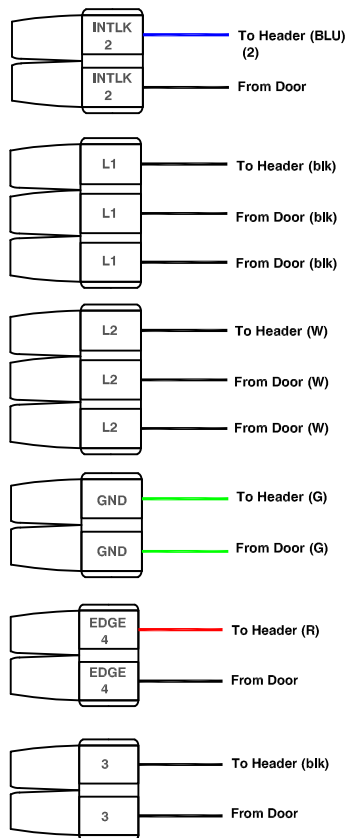 INTLK
2
To Header (BLU)
(2)
INTLK
2
From Door
L1
To Header (blk)
L1
From Door (blk)
L1
From Door (blk)
L2
To Header (W)
L2
From Door (W)
L2
From Door (W)
GND
To Header (G)
GND
From Door (G)
EDGE
4
To Header (R)
EDGE
4
From Door
3
To Header (blk)
3
From Door